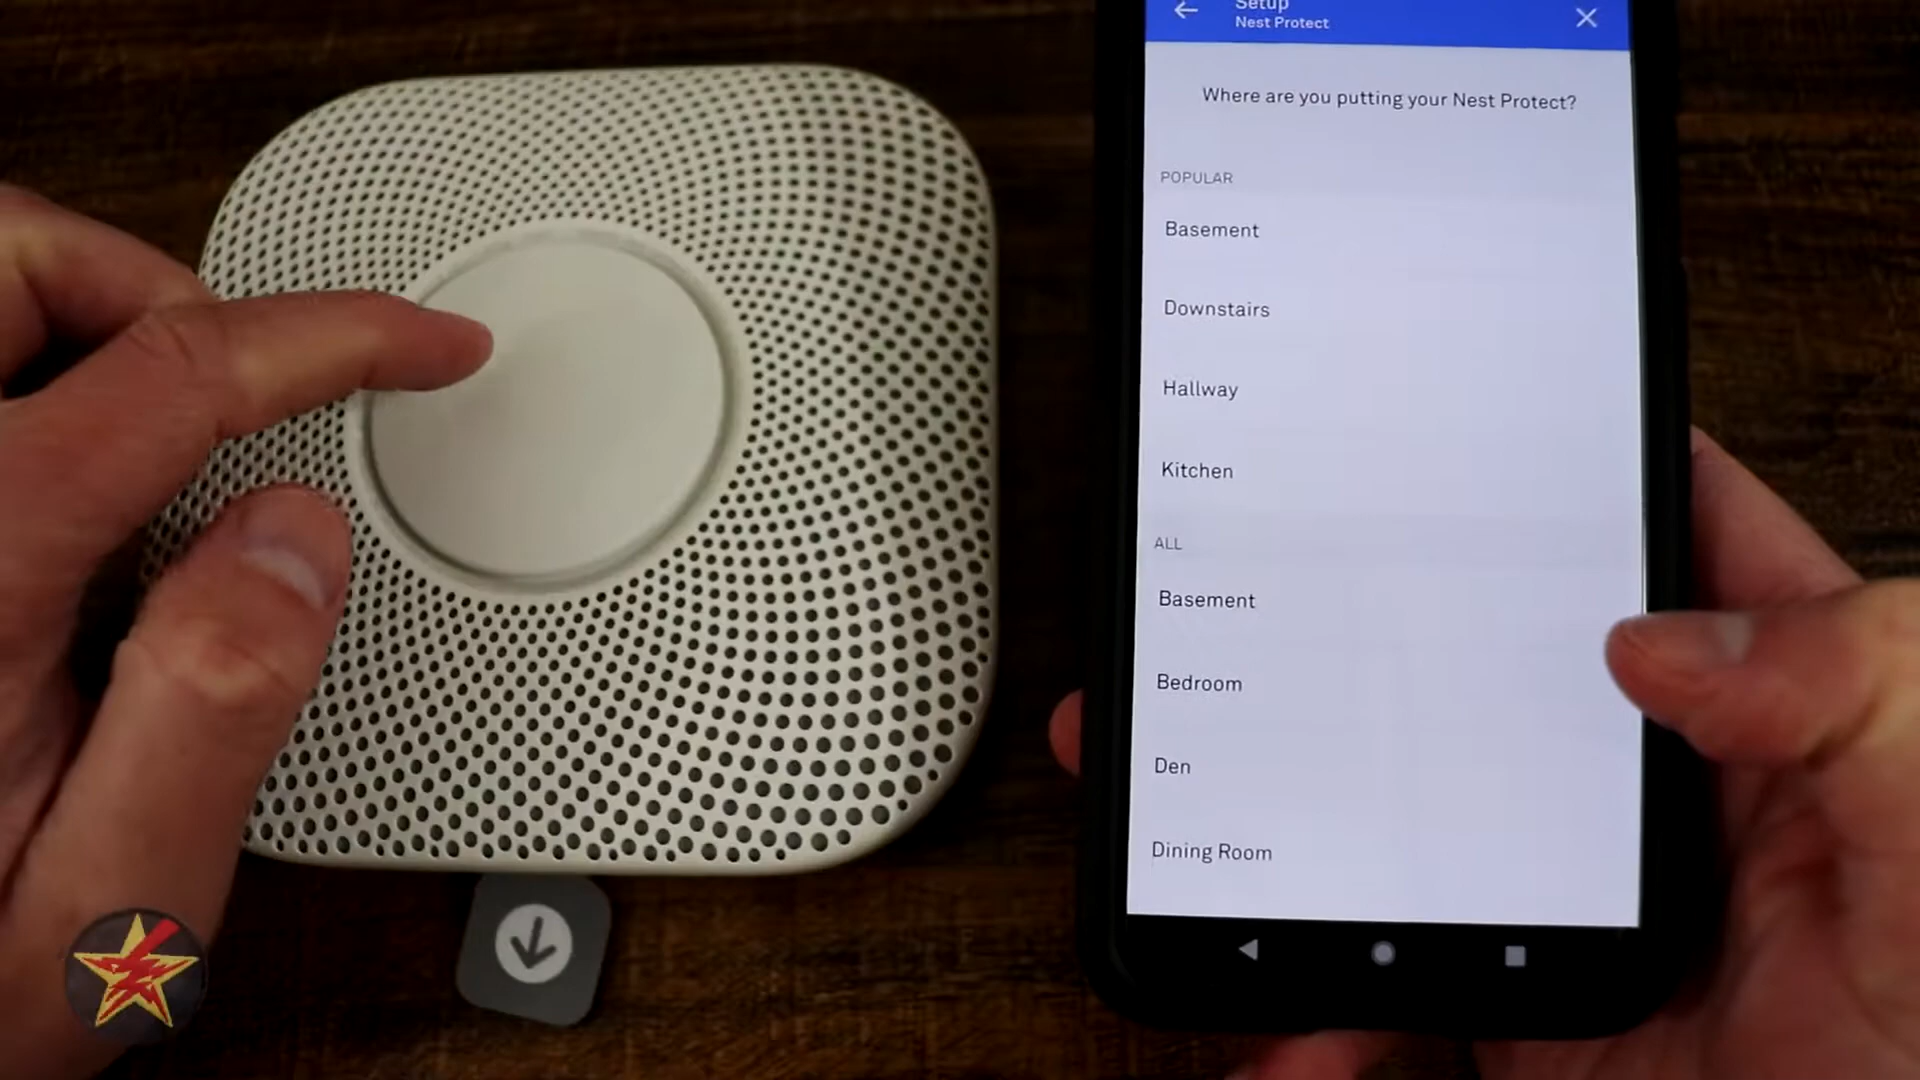 Setup
Nest Protect
Where are you putting your Nest Protect?
POPULAR
Basement
Downstairs
Hallway
Kitchen
ALL
Basement
Bedroom
Den
Dining Room